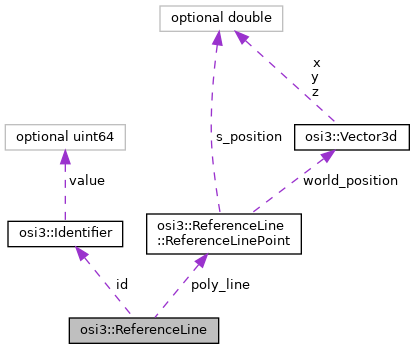 optional double
x
y
z
optional uint64
s_position
osi3::Vector3d
value
world_position
osi3::Identifier
osi3::ReferenceLine
::ReferenceLinePoint
id
poly_line
osi3::ReferenceLine